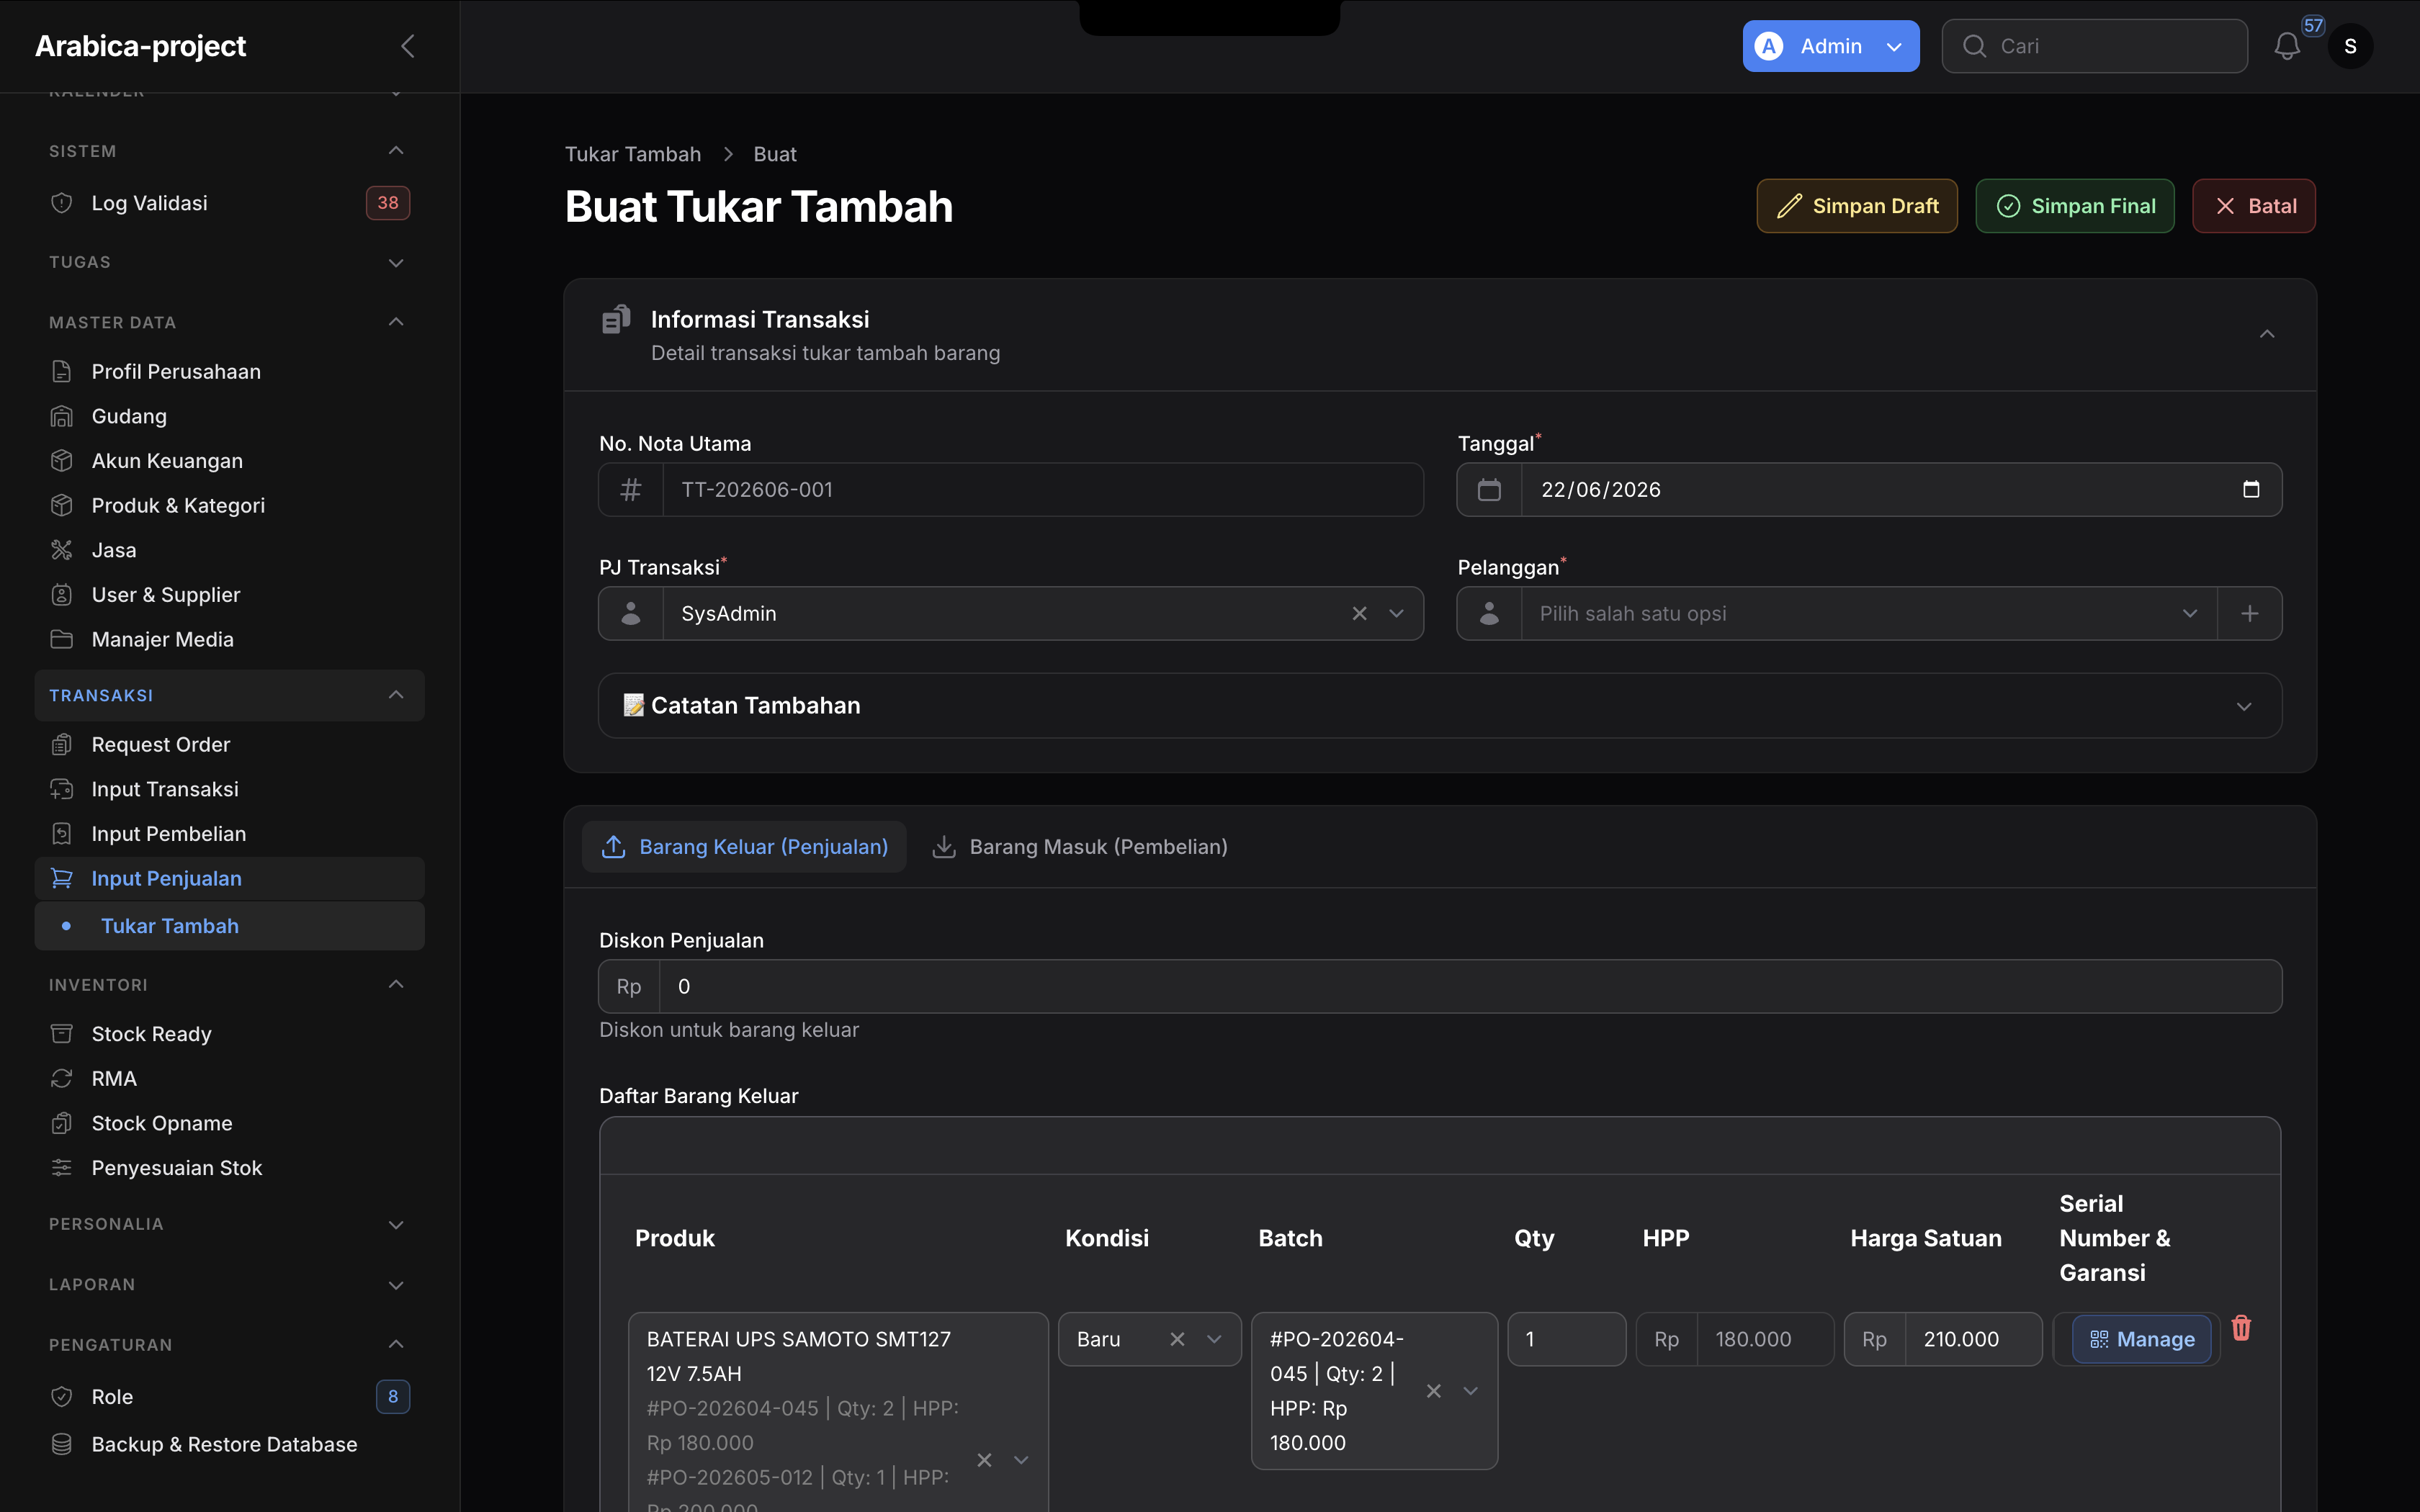 Arabica-project
Admin
Cari
57
S
KALENDER
SISTEM
Log Validasi
38
TUGAS
MASTER DATA
Profil Perusahaan
Gudang
Akun Keuangan
Produk & Kategori
Jasa
User & Supplier
Manajer Media
TRANSAKSI
Request Order
Input Transaksi
Input Pembelian
Input Penjualan
Tukar Tambah
INVENTORI
Stock Ready
RMA
Stock Opname
Penyesuaian Stok
PERSONALIA
LAPORAN
PENGATURAN
Role
8
Backup & Restore Database
Tukar Tambah > Buat
Buat Tukar Tambah
Simpan Draft
Simpan Final
Batal
Informasi Transaksi
Detail transaksi tukar tambah barang
No. Nota Utama
# TT-202606-001
Tanggal*
22/06/2026
PJ Transaksi*
SysAdmin
Pelanggan*
Pilih salah satu opsi
📝 Catatan Tambahan
Barang Keluar (Penjualan)
Barang Masuk (Pembelian)
Diskon Penjualan
Rp 0
Diskon untuk barang keluar
Daftar Barang Keluar
Produk
Kondisi
Batch
Qty
HPP
Harga Satuan
Serial
Number &
Garansi
BATERAI UPS SAMOTO SMT127
12V 7.5AH
#PO-202604-045 | Qty: 2 | HPP:
Rp 180.000
#PO-202605-012 | Qty: 1 | HPP:
Rp 200.000
Baru
#PO-202604-
045 | Qty: 2 |
HPP: Rp
180.000
1
Rp 180.000
Rp 210.000
Manage